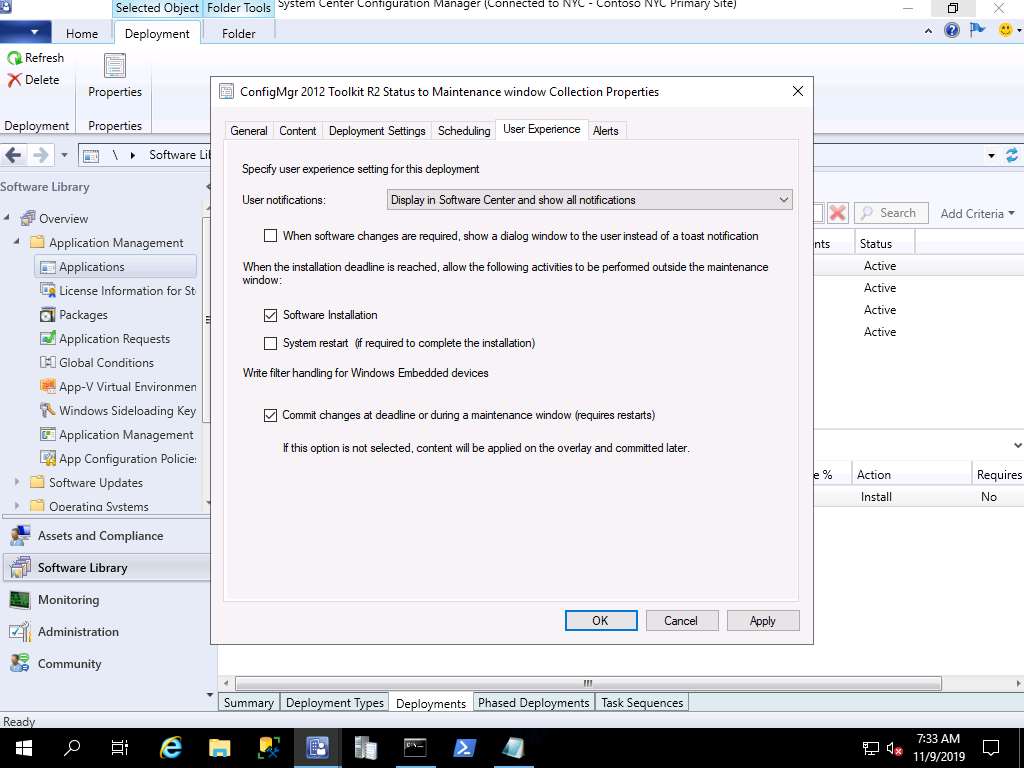 Selected Object Folder Tools System Center Configuration Manager (Connected to NYC - Contoso NYC Primary Site)
Home Deployment Folder
Refresh
Delete
Properties
Deployment Properties
\ Software Li
ConfigMgr 2012 Toolkit R2 Status to Maintenance window Collection Properties
General Content Deployment Settings Scheduling User Experience Alerts
Specify user experience setting for this deployment
User notifications: Display in Software Center and show all notifications
When software changes are required, show a dialog window to the user instead of a toast notification
When the installation deadline is reached, allow the following activities to be performed outside the maintenance
window:
Software Installation
System restart (if required to complete the installation)
Write filter handling for Windows Embedded devices
Commit changes at deadline or during a maintenance window (requires restarts)
If this option is not selected, content will be applied on the overlay and committed later.
OK Cancel Apply
Software Library
Overview
Application Management
Applications
License Information for St
Packages
Application Requests
Global Conditions
App-V Virtual Environmen
Windows Sideloading Key
Application Management
App Configuration Policies
Software Updates
Operating Systems
Assets and Compliance
Software Library
Monitoring
Administration
Community
Search Add Criteria
nts Status
Active
Active
Active
Active
e % Action Requires
Install No
Summary Deployment Types Deployments Phased Deployments Task Sequences
Ready
7:33 AM
11/9/2019